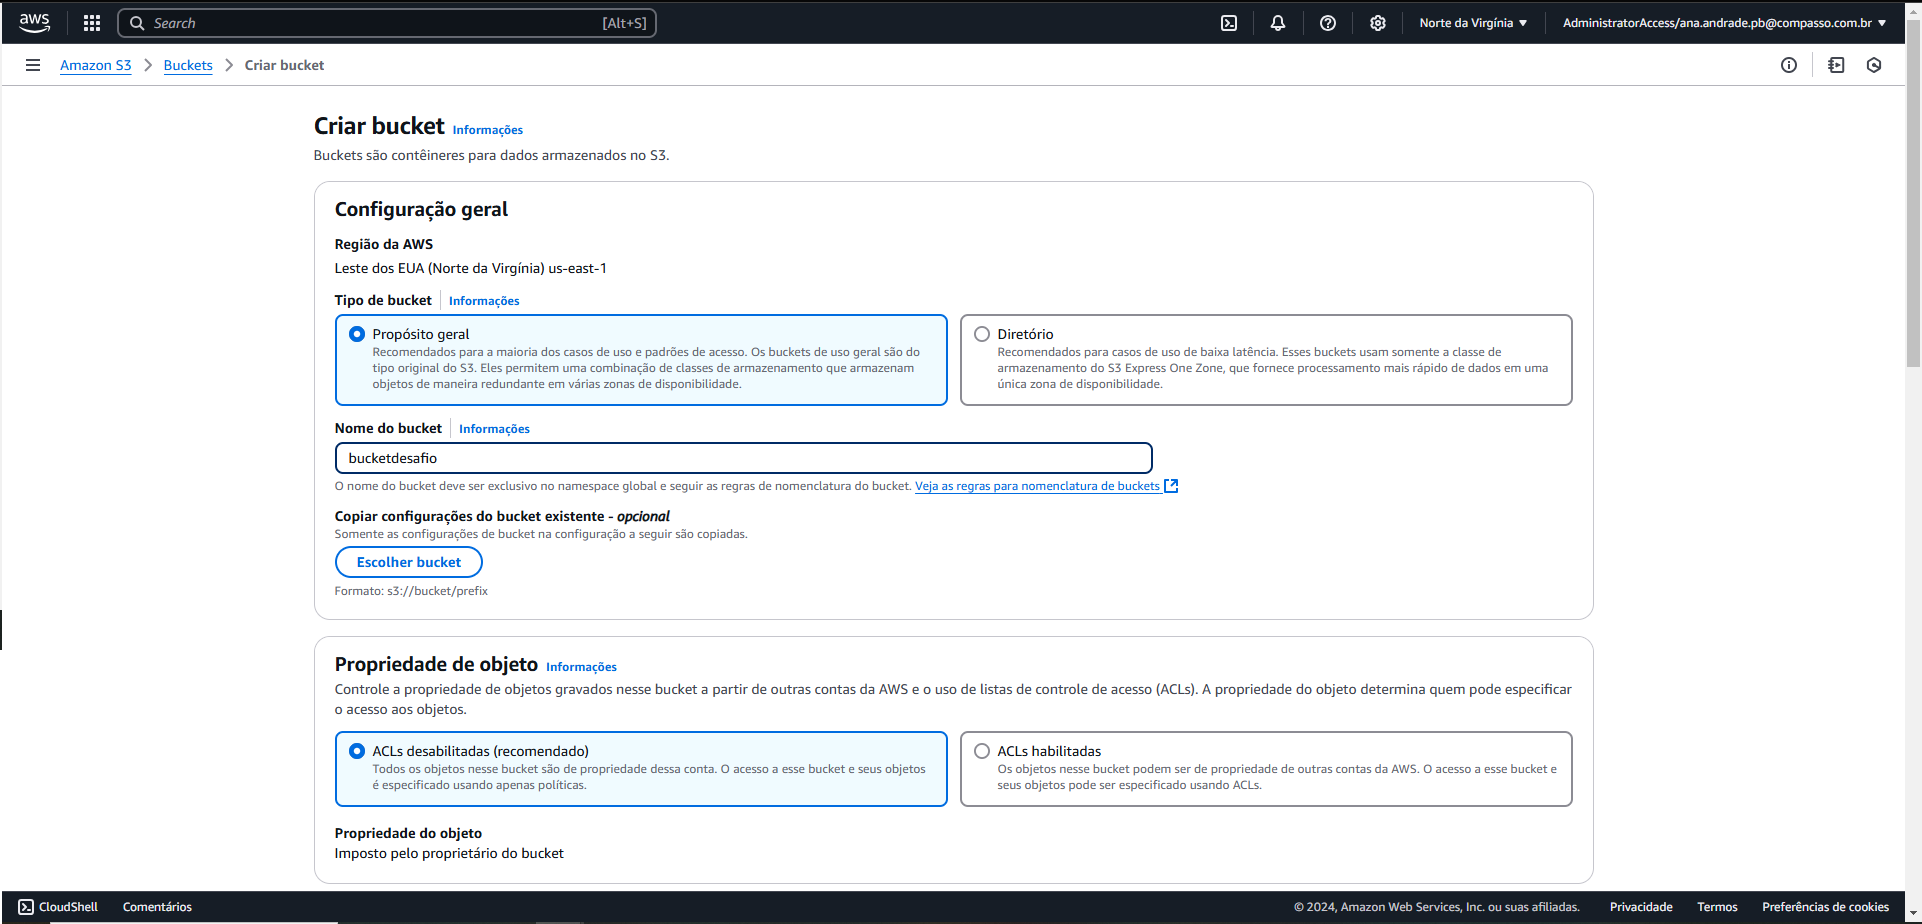 aws
Search [Alt+S]
Norte da Virgínia
AdministratorAccess/ana.andrade.pb@compasso.com.br
Amazon S3 > Buckets > Criar bucket
Criar bucket Informações
Buckets são contêineres para dados armazenados no S3.
Configuração geral
Região da AWS
Leste dos EUA (Norte da Virgínia) us-east-1
Tipo de bucket Informações
Propósito geral
Recomendados para a maioria dos casos de uso e padrões de acesso. Os buckets de uso geral são do
tipo original do S3. Eles permitem uma combinação de classes de armazenamento que armazenam
objetos de maneira redundante em várias zonas de disponibilidade.
Diretório
Recomendados para casos de uso de baixa latência. Esses buckets usam somente a classe de
armazenamento do S3 Express One Zone, que fornece processamento mais rápido de dados em uma
única zona de disponibilidade.
Nome do bucket Informações
bucketdesafio
O nome do bucket deve ser exclusivo no namespace global e seguir as regras de nomenclatura do bucket. Veja as regras para nomenclatura de buckets
Copiar configurações do bucket existente - opcional
Somente as configurações de bucket na configuração a seguir são copiadas.
Escolher bucket
Formato: s3://bucket/prefix
Propriedade de objeto Informações
Controle a propriedade de objetos gravados nesse bucket a partir de outras contas da AWS e o uso de listas de controle de acesso (ACLs). A propriedade do objeto determina quem pode especificar
o acesso aos objetos.
ACLs desabilitadas (recomendado)
Todos os objetos nesse bucket são de propriedade dessa conta. O acesso a esse bucket e seus objetos
é especificado usando apenas políticas.
ACLs habilitadas
Os objetos nesse bucket podem ser de propriedade de outras contas da AWS. O acesso a esse bucket e
seus objetos pode ser especificado usando ACLs.
Propriedade do objeto
Imposto pelo proprietário do bucket
CloudShell Comentários
© 2024, Amazon Web Services, Inc. ou suas afiliadas. Privacidade Termos Preferências de cookies